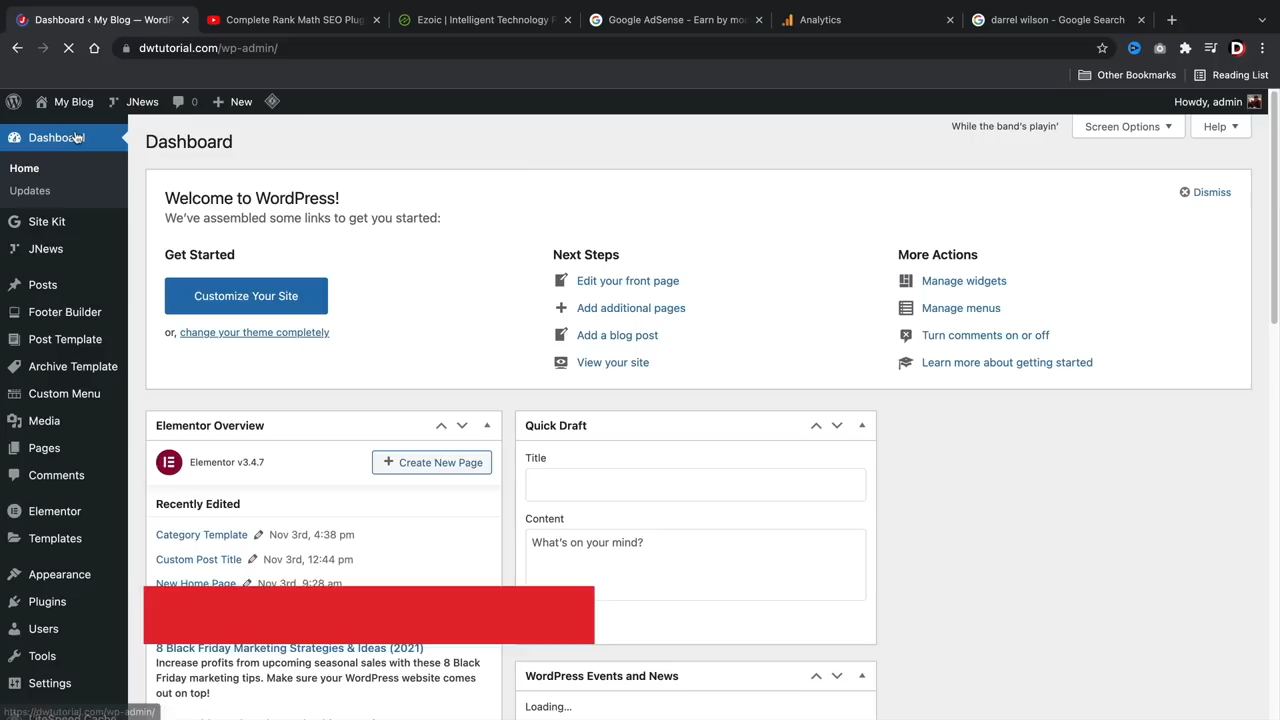 Dashboard < My Blog — WordPr
Complete Rank Math SEO Plug
Ezoic | Intelligent Technology F
Google AdSense - Earn by mon
Analytics
darrel wilson - Google Search
dwtutorial.com/wp-admin/
Other Bookmarks
Reading List
My Blog
JNews
0
New
Howdy, admin
Dashboard
Home
Updates
Site Kit
JNews
Posts
Footer Builder
Post Template
Archive Template
Custom Menu
Media
Pages
Comments
Elementor
Templates
Appearance
Plugins
Users
Tools
Settings
https://dwtutorial.com/wp-admin/
Dashboard
While the band's playin'
Screen Options
Help
Welcome to WordPress!
We've assembled some links to get you started:
Dismiss
Get Started
Customize Your Site
or, change your theme completely
Next Steps
Edit your front page
Add additional pages
Add a blog post
View your site
More Actions
Manage widgets
Manage menus
Turn comments on or off
Learn more about getting started
Elementor Overview
Elementor v3.4.7
Create New Page
Recently Edited
Category Template Nov 3rd, 4:38 pm
Custom Post Title Nov 3rd, 12:44 pm
New Home Page Nov 3rd, 9:28 am
8 Black Friday Marketing Strategies & Ideas (2021)
Increase profits from upcoming seasonal sales with these 8 Black
Friday marketing tips. Make sure your WordPress website comes
out on top!
Quick Draft
Title
Content
What's on your mind?
WordPress Events and News
Loading...